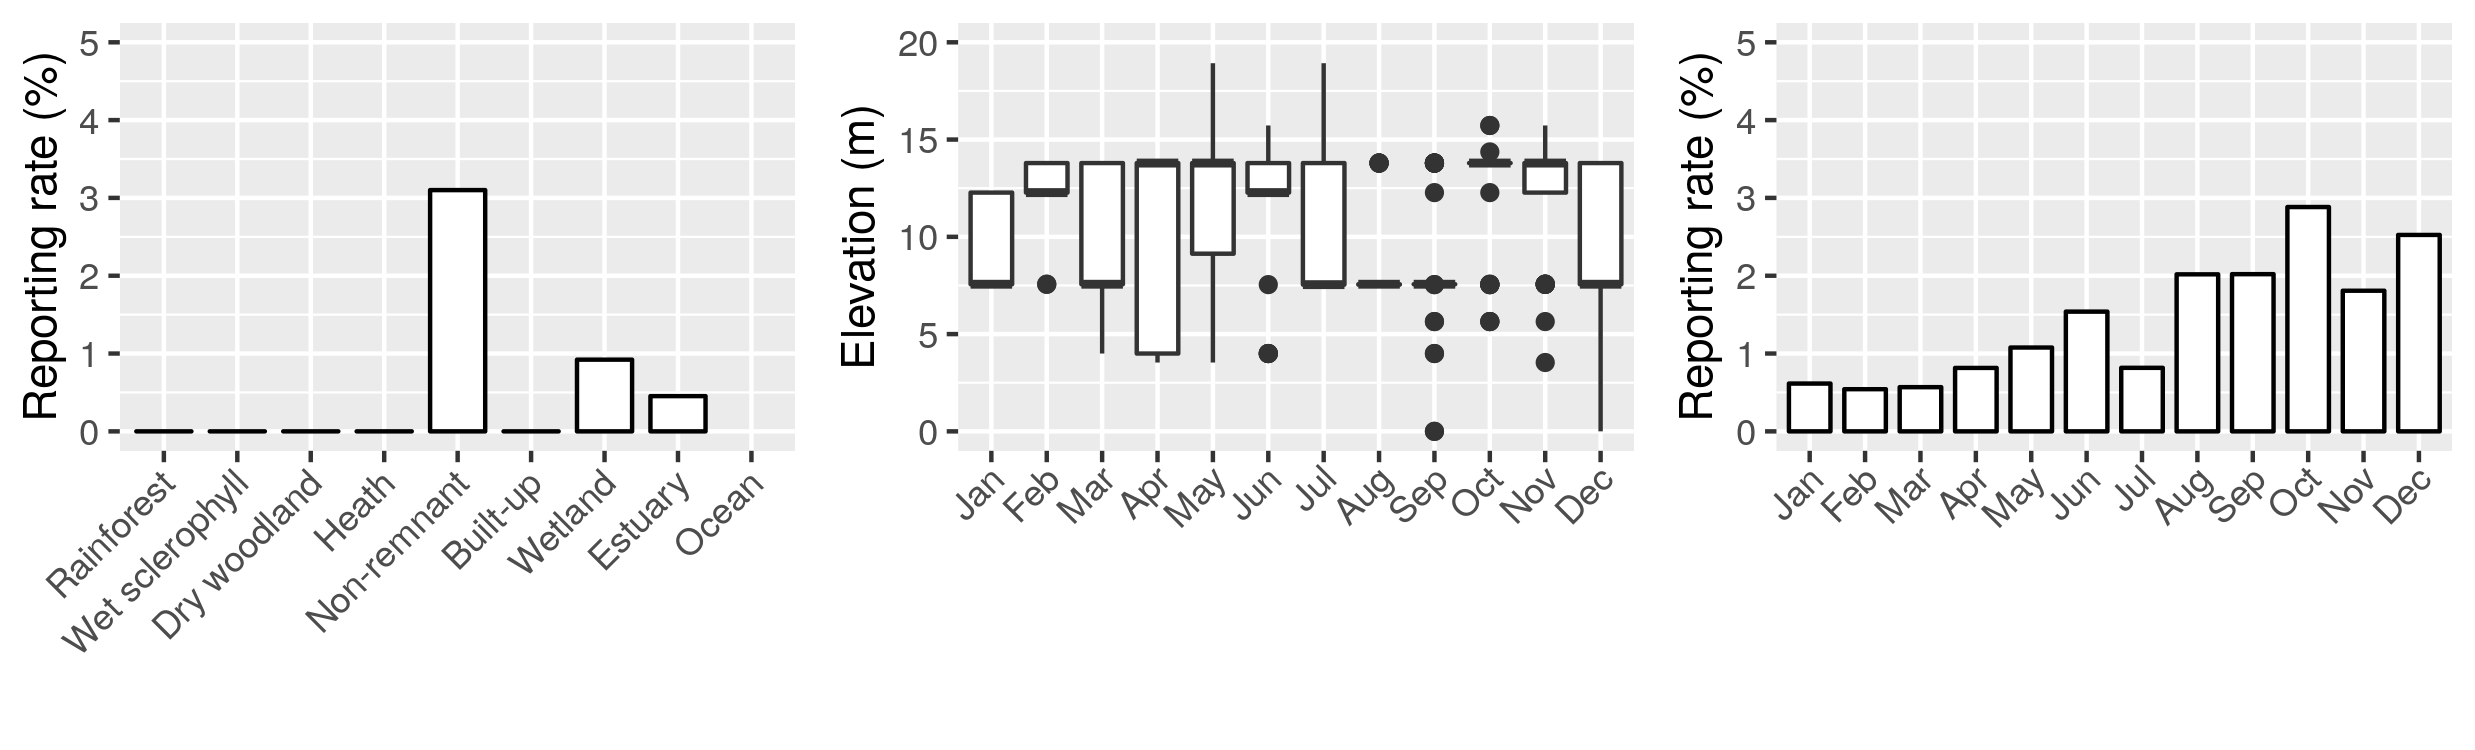 Reporting rate (%)
5
4
3
2
1
0
Rainforest
Wet sclerophyll
Dry woodland
Heath
Non-remnant
Built-up
Wetland
Estuary
Ocean
Elevation (m)
20
15
10
5
0
Jan
Feb
Mar
Apr
May
Jun
Jul
Aug
Sep
Oct
Nov
Dec
Reporting rate (%)
5
4
3
2
1
0
Jan
Feb
Mar
Apr
May
Jun
Jul
Aug
Sep
Oct
Nov
Dec